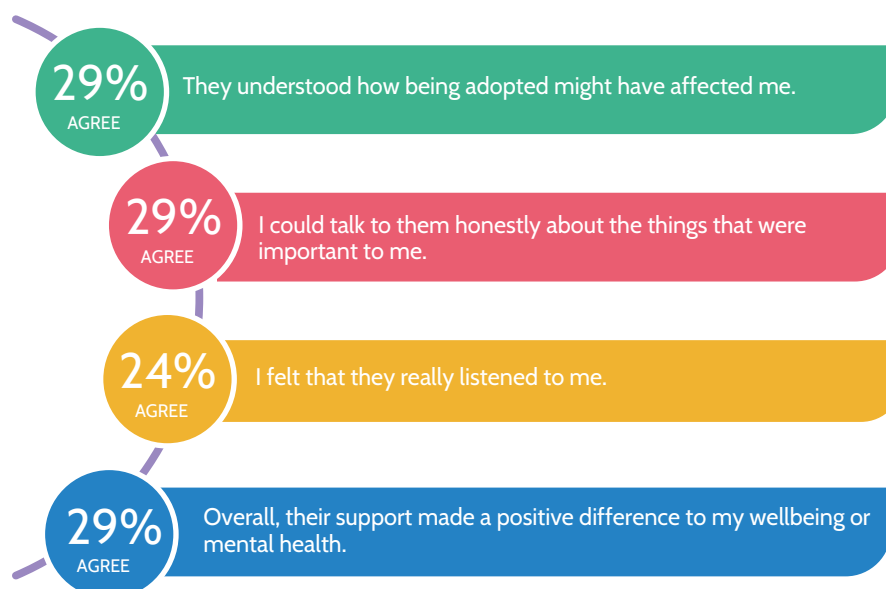 29%
AGREE
They understood how being adopted might have affected me.
29%
AGREE
I could talk to them honestly about the things that were
important to me.
24%
AGREE
I felt that they really listened to me.
29%
AGREE
Overall, their support made a positive difference to my wellbeing or
mental health.